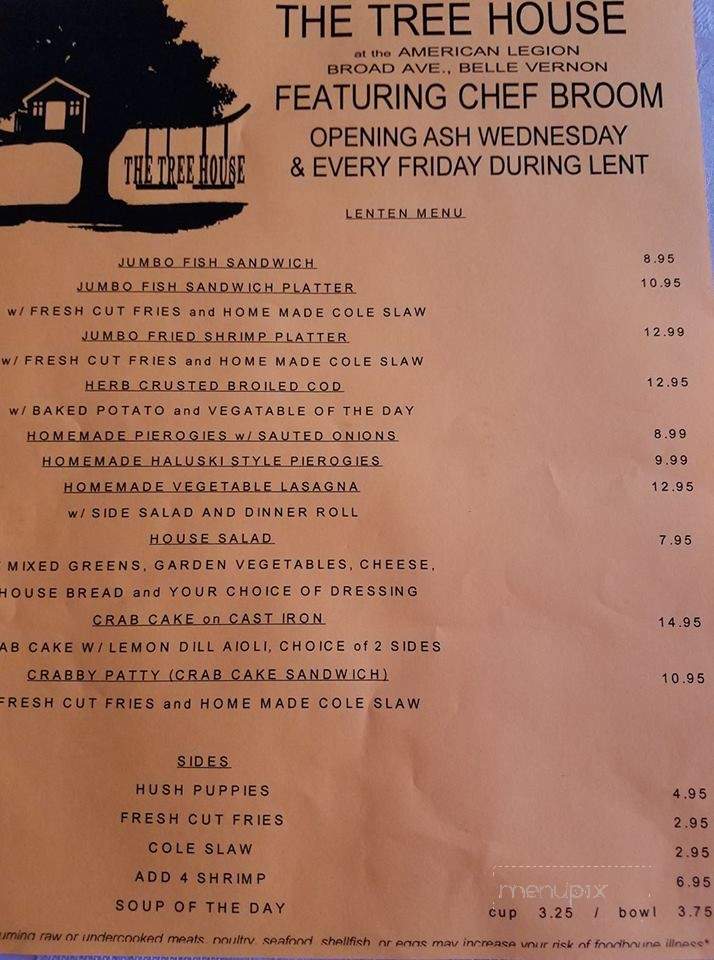 THE TREE HOUSE
at the AMERICAN LEGION
BROAD AVE., BELLE VERNON
FEATURING CHEF BROOM
THE TREE HOUSE
OPENING ASH WEDNESDAY
& EVERY FRIDAY DURING LENT
LENTEN MENU
JUMBO FISH SANDWICH 8.95
JUMBO FISH SANDWICH PLATTER 10.95
w/ FRESH CUT FRIES and HOME MADE COLE SLAW
JUMBO FRIED SHRIMP PLATTER 12.99
w/ FRESH CUT FRIES and HOME MADE COLE SLAW
HERB CRUSTED BROILED COD 12.95
w/ BAKED POTATO and VEGATABLE OF THE DAY
HOMEMADE PIEROGIES w/ SAUTED ONIONS 8.99
HOMEMADE HALUSKI STYLE PIEROGIES 9.99
HOMEMADE VEGETABLE LASAGNA 12.95
w/ SIDE SALAD AND DINNER ROLL
HOUSE SALAD 7.95
MIXED GREENS, GARDEN VEGETABLES, CHEESE,
HOUSE BREAD and YOUR CHOICE OF DRESSING
CRAB CAKE on CAST IRON 14.95
AB CAKE W/ LEMON DILL AIOLI, CHOICE of 2 SIDES
CRABBY PATTY (CRAB CAKE SANDWICH) 10.95
FRESH CUT FRIES and HOME MADE COLE SLAW
SIDES
HUSH PUPPIES 4.95
FRESH CUT FRIES 2.95
COLE SLAW 2.95
ADD 4 SHRIMP 6.95
menupix
SOUP OF THE DAY cup 3.25 / bowl 3.75
uming raw or undercooked meats, poultry, seafood, shellfish, or eggs may increase your risk of foodboune illness*